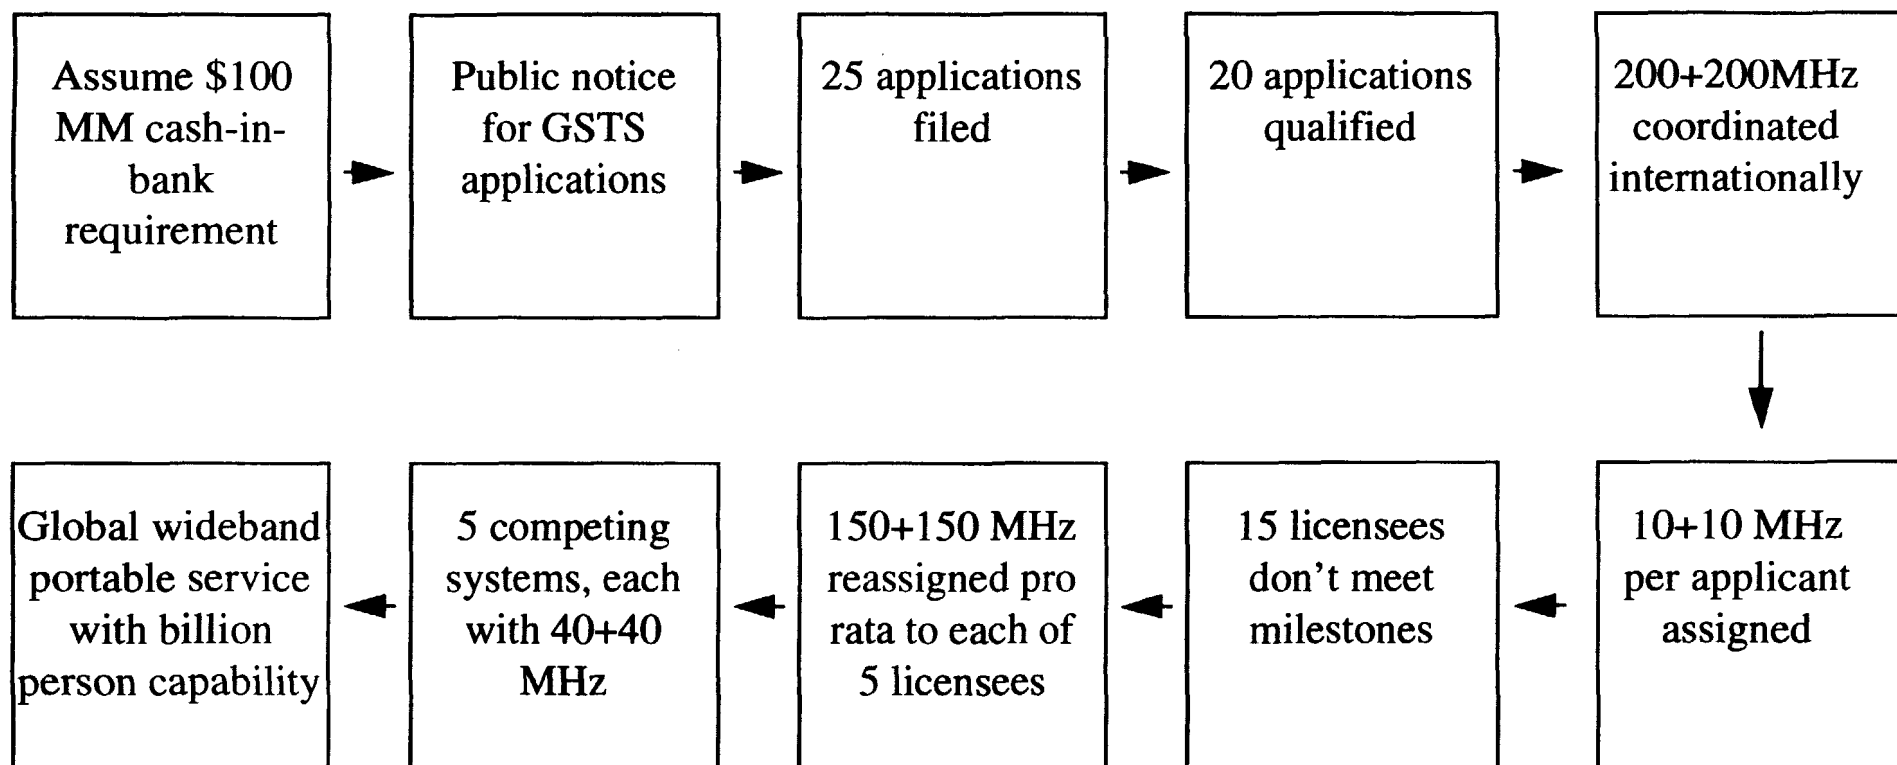 Assume $100
MM cash-in-
bank
requirement
Public notice
for GSTS
applications
25 applications
filed
20 applications
qualified
200+200MHz
coordinated
internationally
10+10 MHz
per applicant
assigned
15 licensees
don't meet
milestones
150+150 MHz
reassigned pro
rata to each of
5 licensees
5 competing
systems, each
with 40+40
MHz
Global wideband
portable service
with billion
person capability